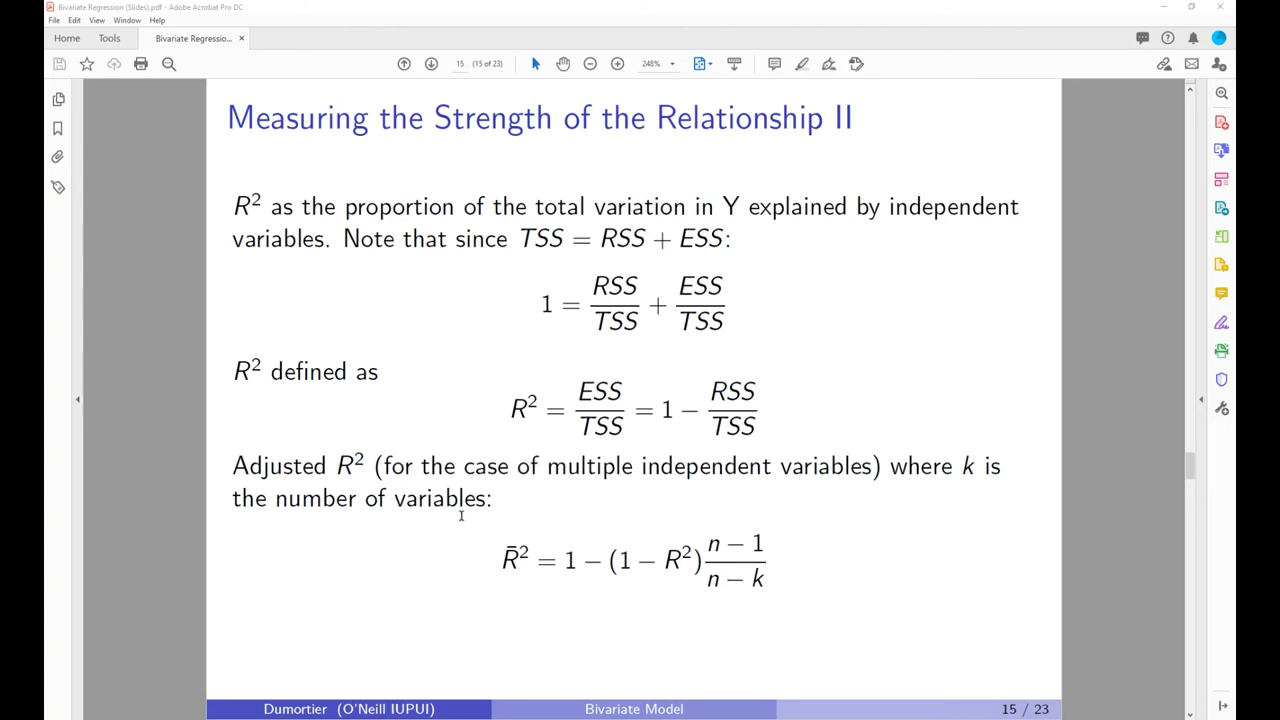 Bivariate Regression (Slides).pdf - Adobe Acrobat Pro DC
File Edit View Window Help
Home Tools Bivariate Regressio... ×
15 (15 of 23) 248%
Measuring the Strength of the Relationship II
R² as the proportion of the total variation in Y explained by independent
variables. Note that since TSS = RSS + ESS:
1 = RSS/TSS + ESS/TSS
R² defined as
R² = ESS/TSS = 1 − RSS/TSS
Adjusted R² (for the case of multiple independent variables) where k is
the number of variables:
R̄² = 1 − (1 − R²) n − 1/n − k
Dumortier (O'Neill IUPUI) Bivariate Model 15 / 23